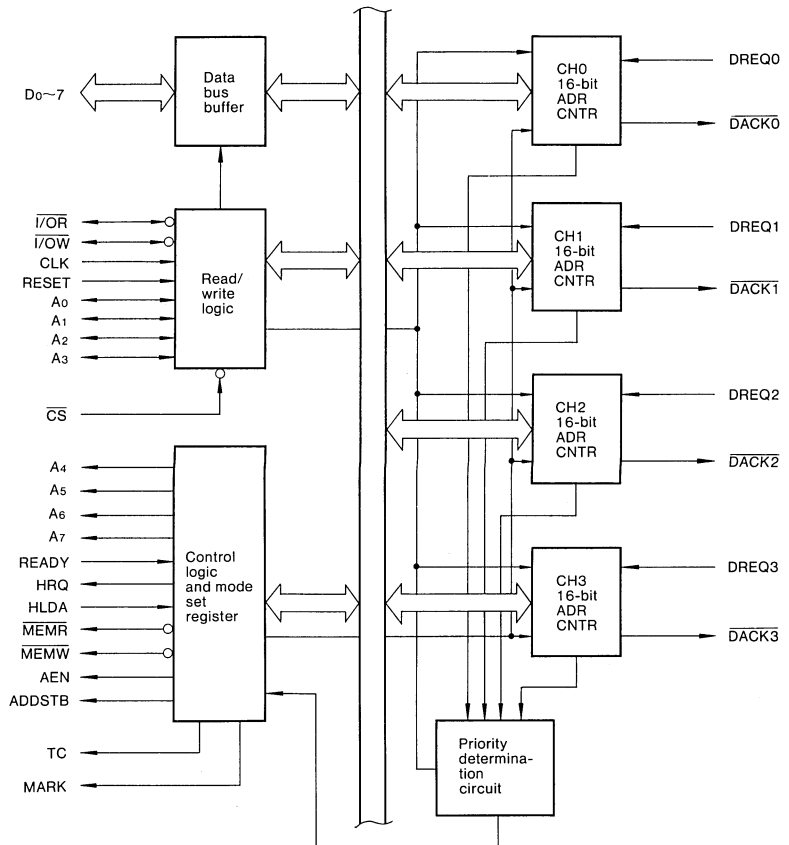 D0~7
Data
bus
buffer
I/OR
I/OW
CLK
RESET
A0
A1
A2
A3
CS
Read/
write
logic
A4
A5
A6
A7
READY
HRQ
HLDA
MEMR
MEMW
AEN
ADDSTB
TC
MARK
Control
logic
and mode
set
register
CH0
16-bit
ADR
CNTR
DREQ0
DACK0
CH1
16-bit
ADR
CNTR
DREQ1
DACK1
CH2
16-bit
ADR
CNTR
DREQ2
DACK2
CH3
16-bit
ADR
CNTR
DREQ3
DACK3
Priority
determina-
tion
circuit